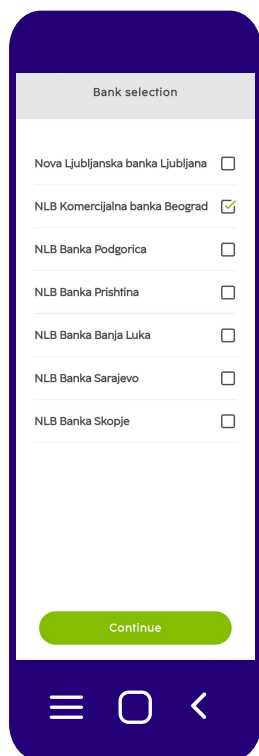 Bank selection
Nova Ljubljanska banka Ljubljana
NLB Komercijalna banka Beograd
NLB Banka Podgorica
NLB Banka Prishtina
NLB Banka Banja Luka
NLB Banka Sarajevo
NLB Banka Skopje
Continue